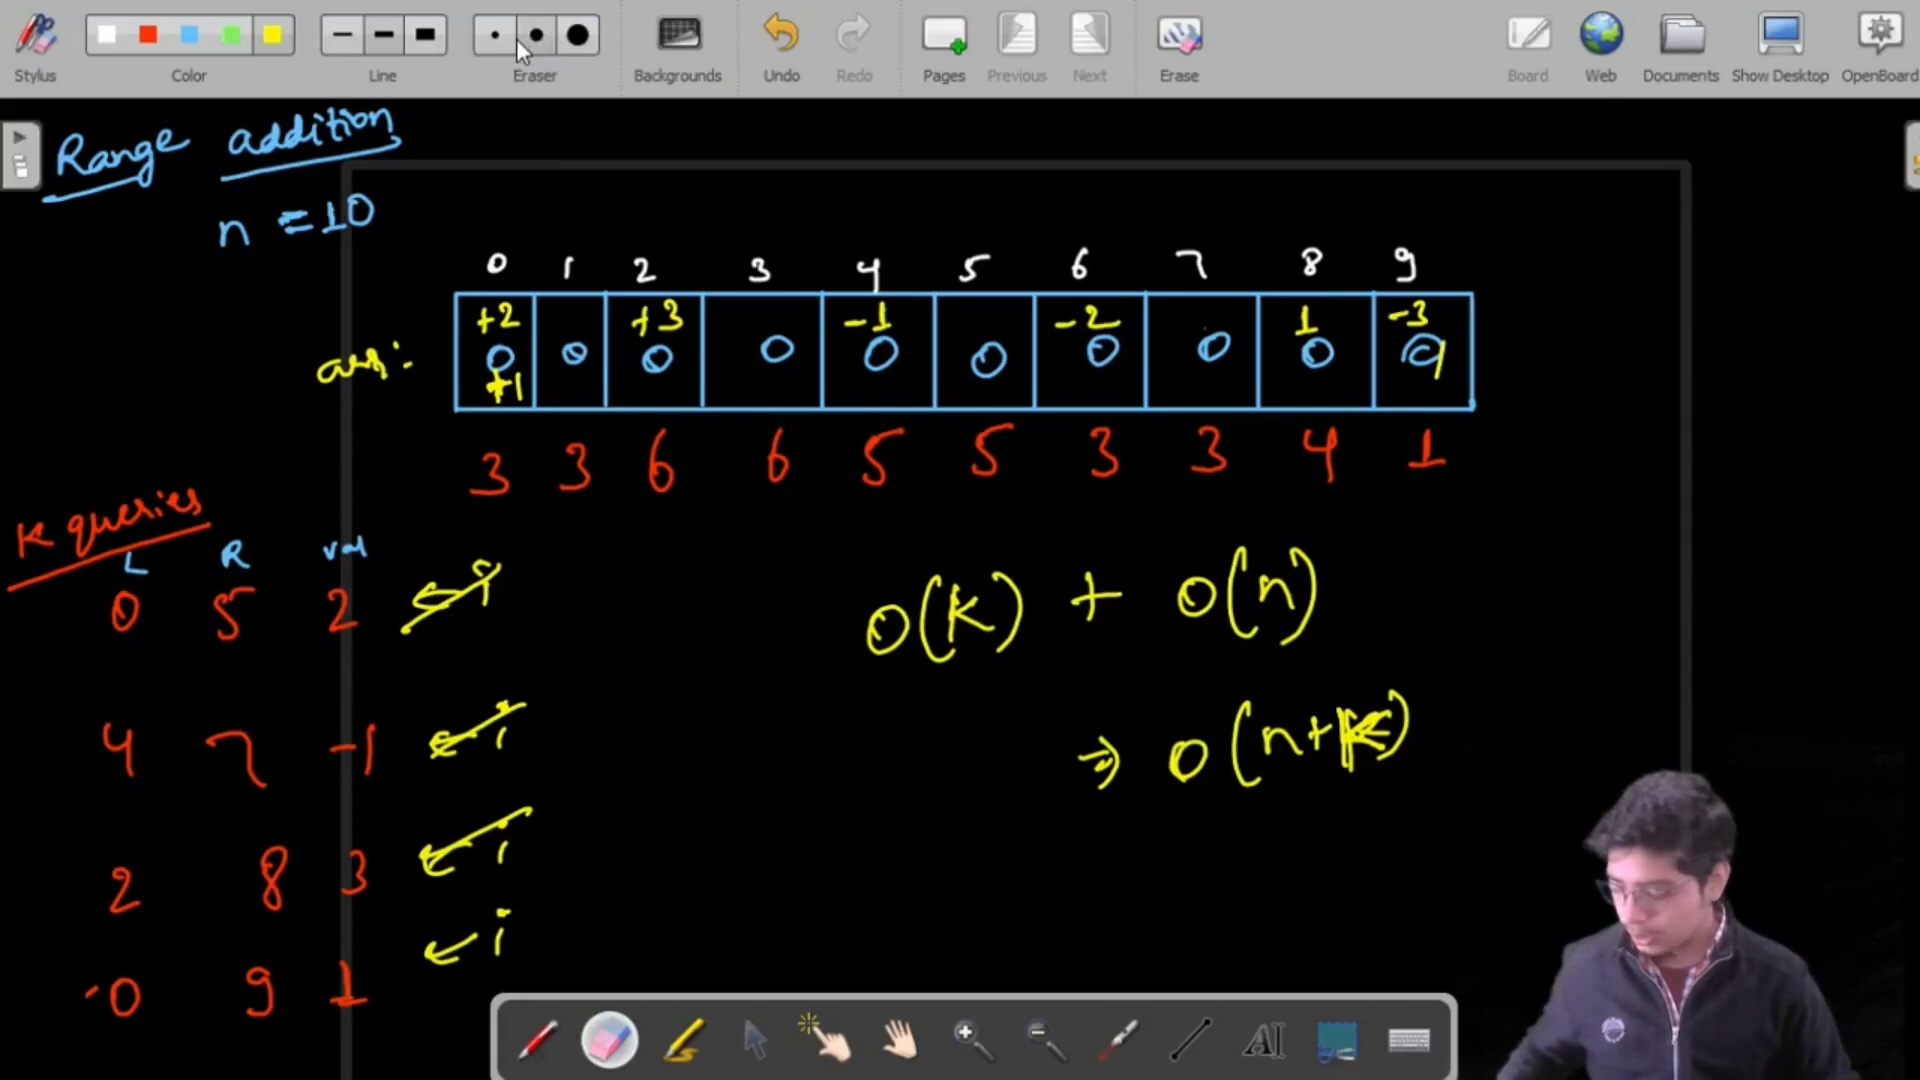 Color Line Eraser
Stylus Backgrounds Undo Redo Pages Previous Next Erase Board Web Documents Show Desktop OpenBoard
Range addition
n = 10
0 1 2 3 4 5 6 7 8 9
+2 +3 -1 -2 1 -3
arr: 0 0 0 0 0 0 0 0 0 0
+1
3 3 6 6 5 5 3 3 4 1
K queries
L R val
0 5 2 ← i
O(k) + O(n)
4 7 -1 ← i
⇒ O(n+k)
2 8 3 ← i
0 9 1 ← i
AI